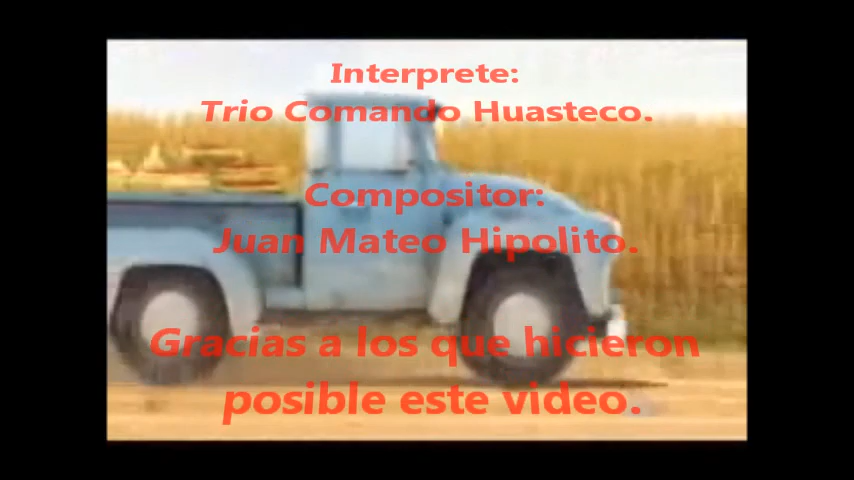 Interprete:
Trio Comando Huasteco.
Compositor:
Juan Mateo Hipolito.
Gracias a los que hicieron
posible este video.